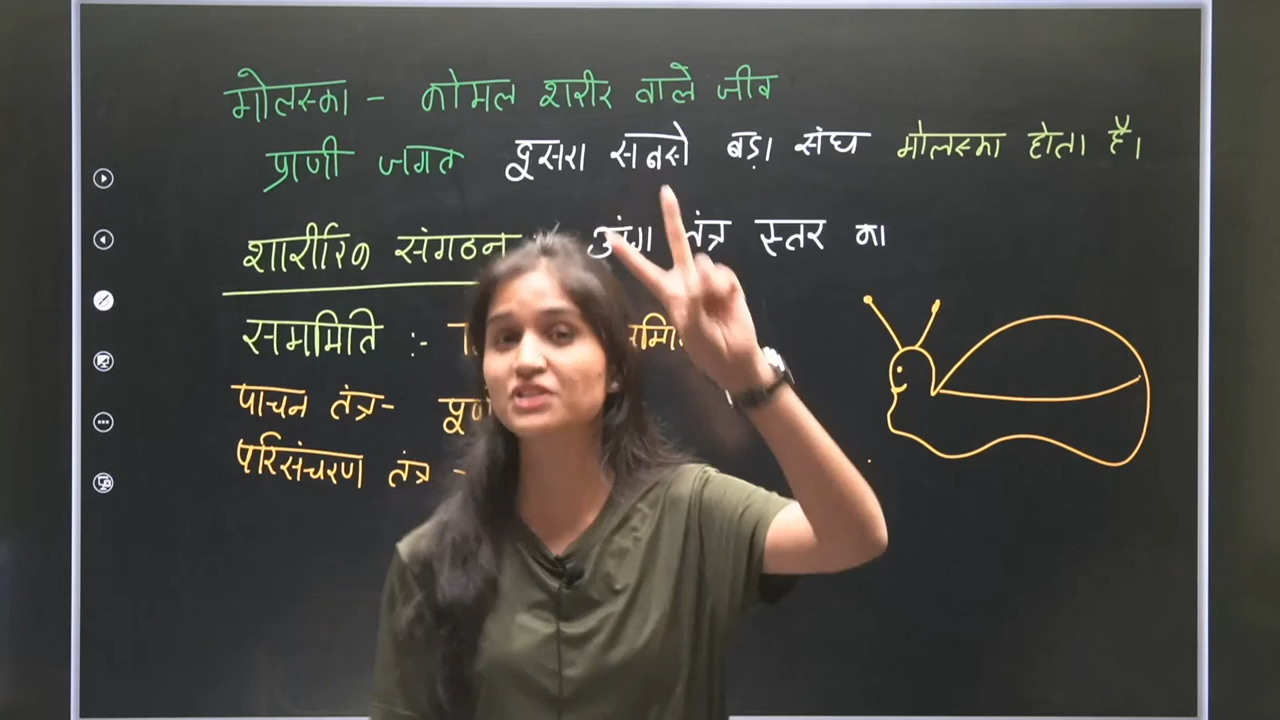 मोलस्का - कोमल शरीर वाले जीव
प्राणी जगत दूसरा सबसे बड़ा संघ मोलस्का होता है।
शारीरिक संगठन तंत्र स्तर का
सममिति :-
पाचन तंत्र-
परिसंचरण तंत्र -